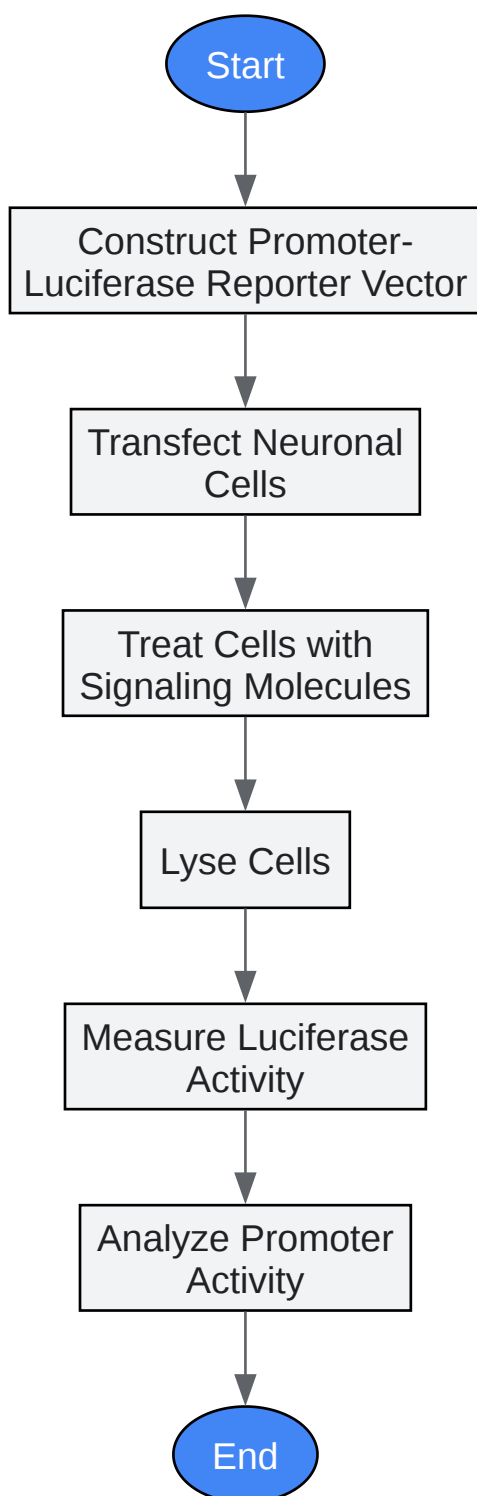 Start
Construct Promoter-
Luciferase Reporter Vector
Transfect Neuronal
Cells
Treat Cells with
Signaling Molecules
Lyse Cells
Measure Luciferase
Activity
Analyze Promoter
Activity
End